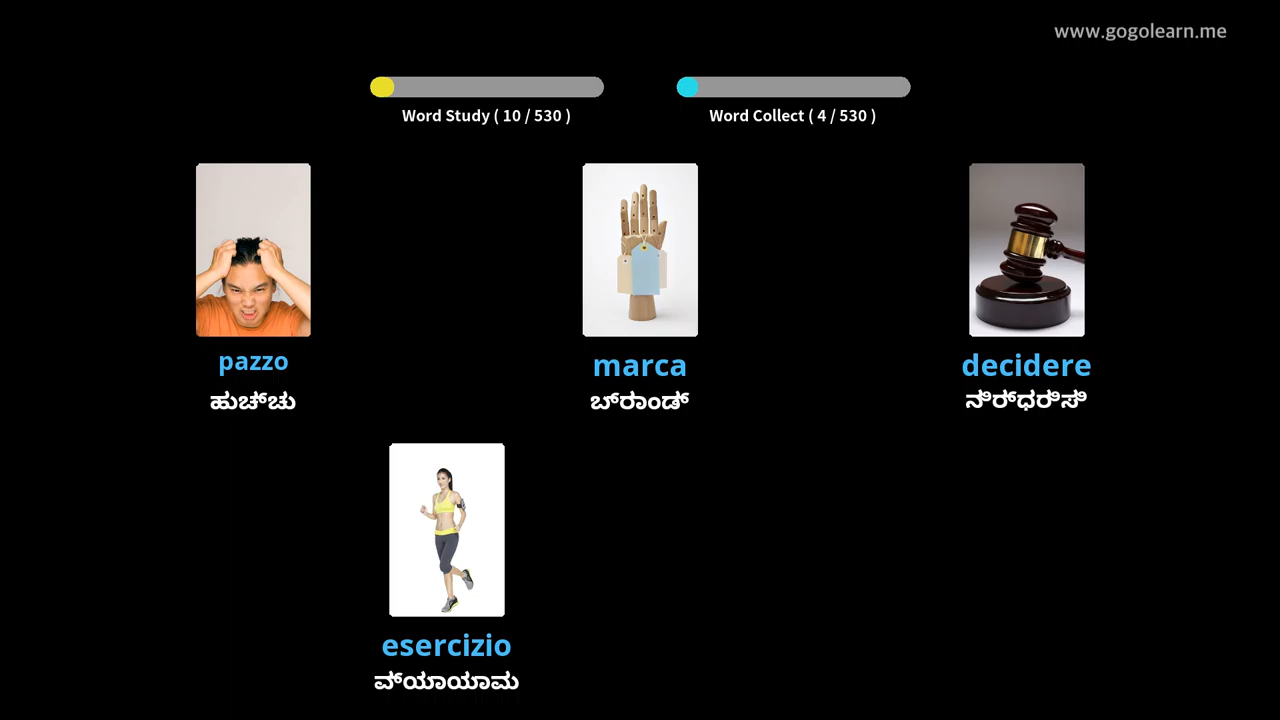 www.gogolearn.me
Word Study ( 10 / 530 )
Word Collect ( 4 / 530 )
pazzo
ಹುಚ್ಚು
marca
ಬ್ರಾಂಡ್
decidere
ನಿರ್ಧರಿಸಿ
esercizio
ವ್ಯಾಯಾಮ